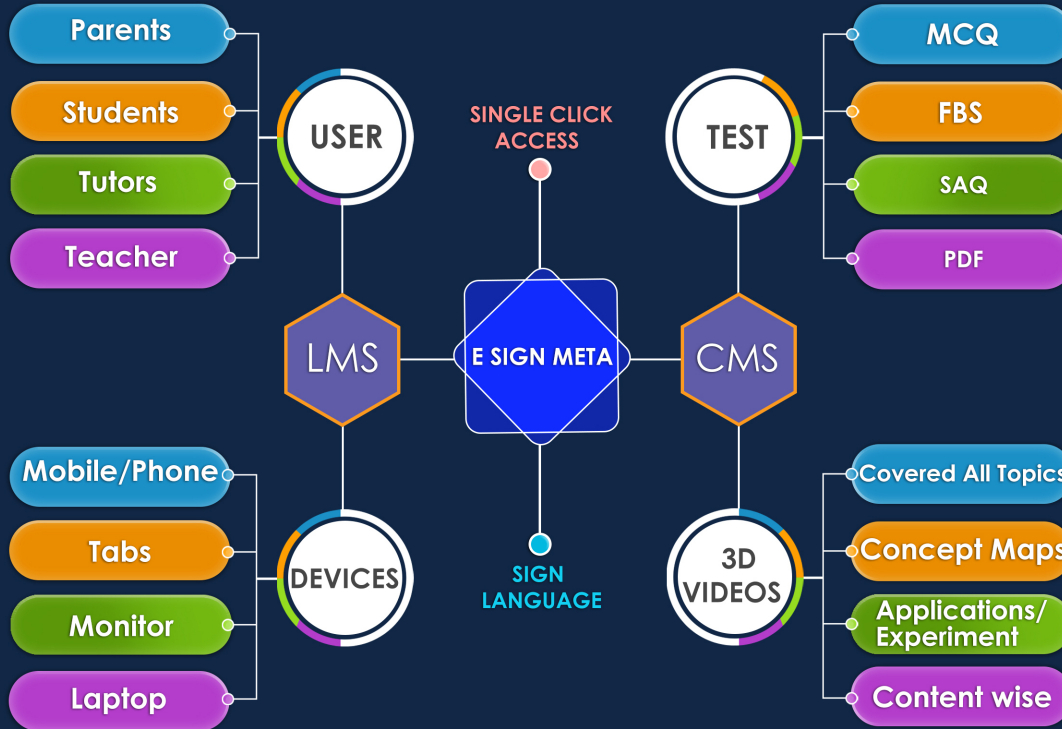 Parents
Students
Tutors
Teacher
USER
SINGLE CLICK
ACCESS
TEST
MCQ
FBS
SAQ
PDF
LMS
E SIGN META
CMS
Mobile/Phone
Tabs
Monitor
Laptop
DEVICES
SIGN
LANGUAGE
3D
VIDEOS
Covered All Topics
Concept Maps
Applications/
Experiment
Content wise